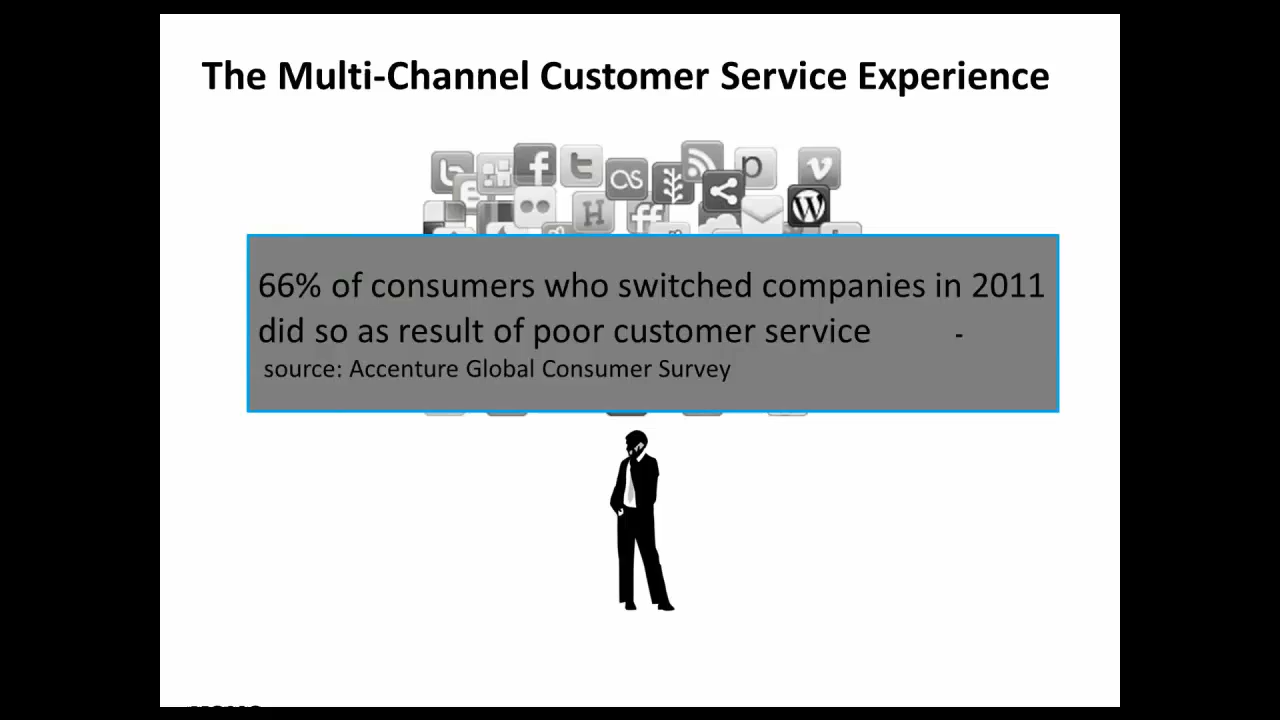 The Multi-Channel Customer Service Experience
66% of consumers who switched companies in 2011
did so as result of poor customer service -
source: Accenture Global Consumer Survey